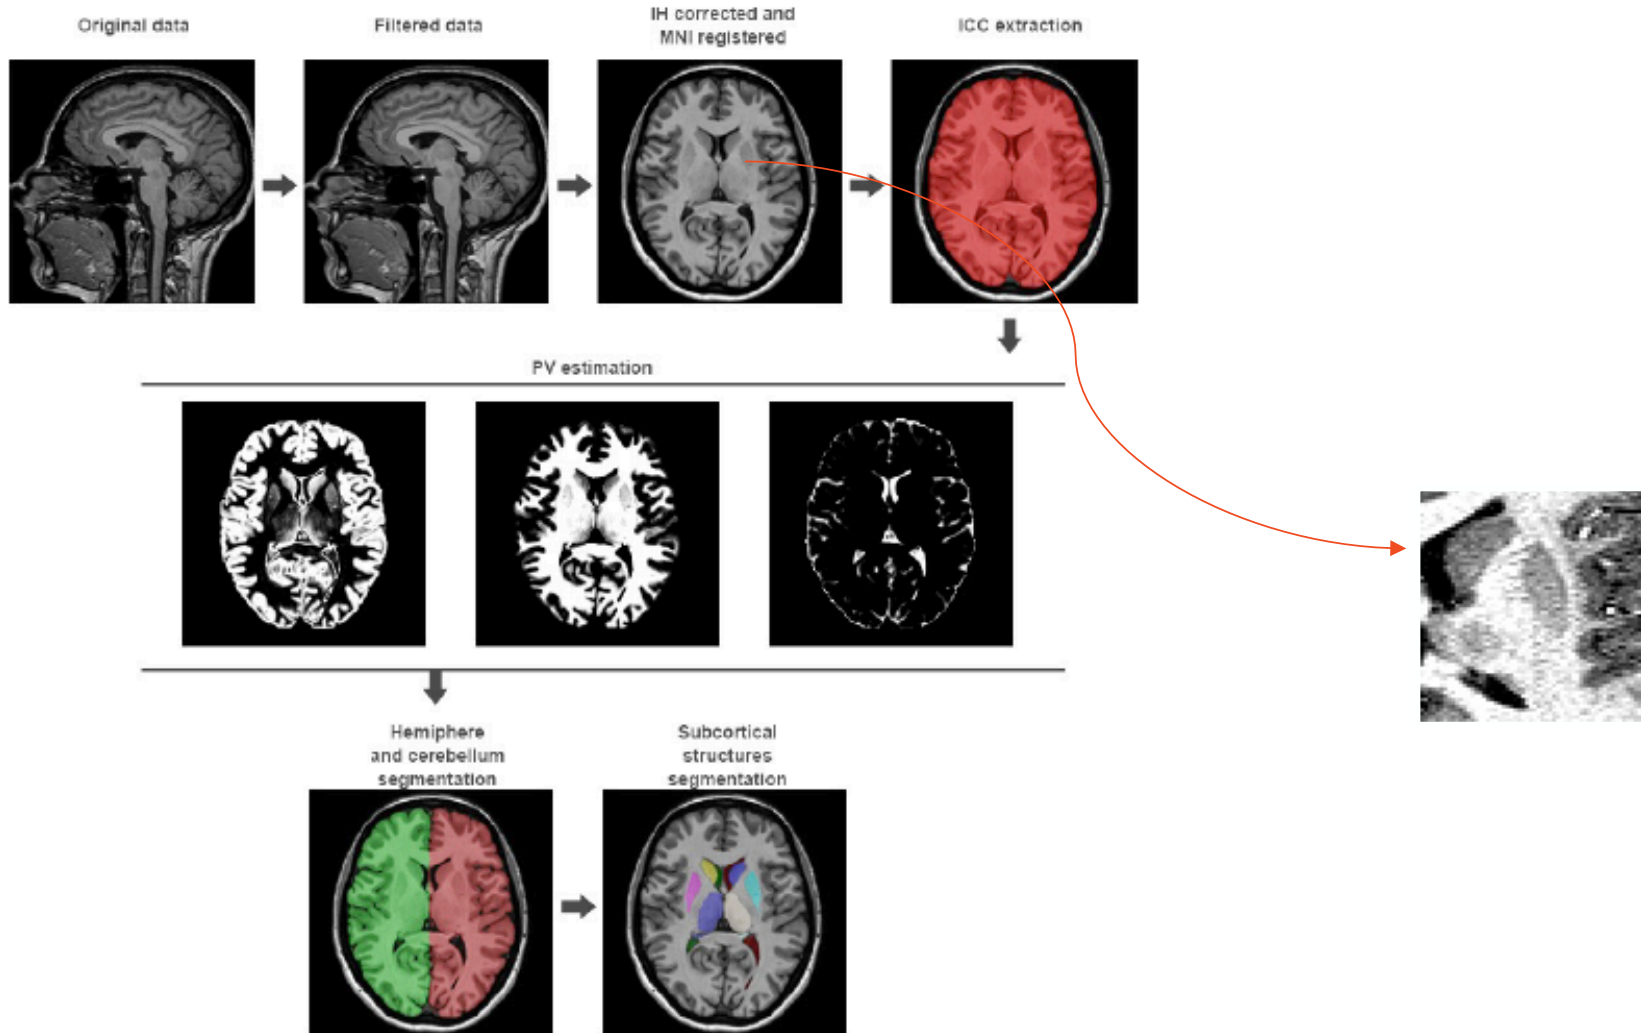 Original data
Filtered data
IH corrected and
MNI registered
ICC extraction
PV estimation
Hemiphere
and cerebellum
segmentation
Subcortical
structures
segmentation